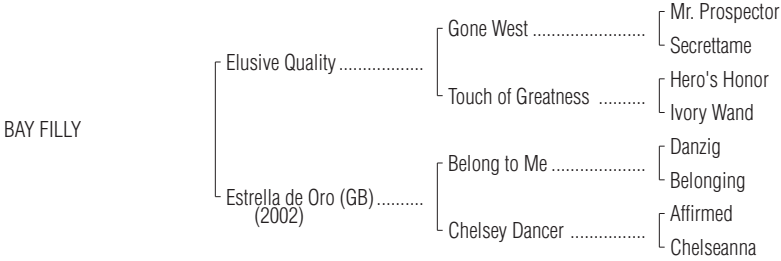 Mr. Prospector
Gone West ........................
Secrettame
Elusive Quality ..................
Hero's Honor
Touch of Greatness ..........
Ivory Wand
BAY FILLY
Danzig
Belong to Me ....................
Belonging
Estrella de Oro (GB)..........
(2002)
Affirmed
Chelsey Dancer ................
Chelseanna